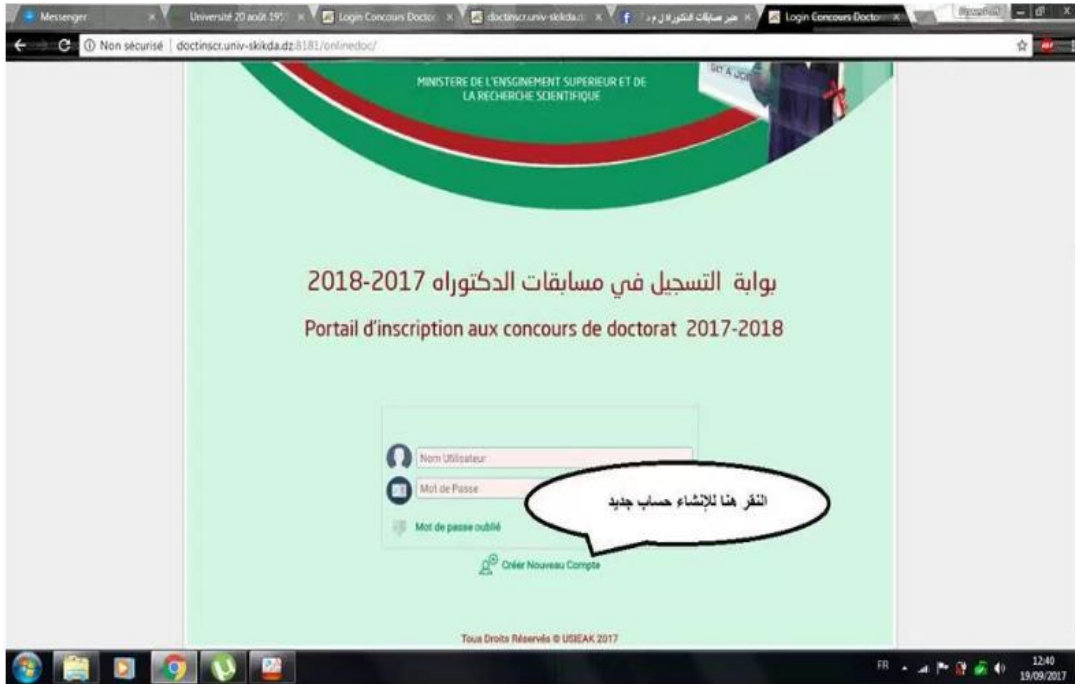 Messenger
Université 20 août 195
Login Concours Doctor
doctinscr.univ-skikda.d
Login Concours Docto
Non sécurisé | doctinscr.univ-skikda.dz:8181/onlinedoc/
MINISTERE DE L'ENSGINEMENT SUPERIEUR ET DE
LA RECHERCHE SCIENTIFIQUE
بوابة التسجيل في مسابقات الدكتوراه 2017-2018
Portail d'inscription aux concours de doctorat 2017-2018
Nom Utilisateur
Mot de Passe
النقر هنا للإنشاء حساب جديد
Mot de passe oublié
Créer Nouveau Compte
Tous Droits Réservés © USIEAK 2017
FR
12:40
19/09/2017